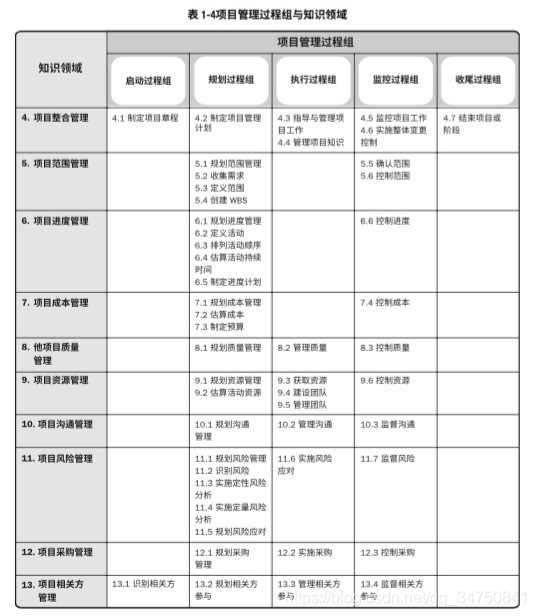 表 1-4项目管理过程组与知识领域
知识领域
项目管理过程组
启动过程组
规划过程组
执行过程组
监控过程组
收尾过程组
4. 项目整合管理
4.1 制定项目章程
4.2 制定项目管理
计划
4.3 指导与管理项
目工作
4.4 管理项目知识
4.5 监控项目工作
4.6 实施整体变更
控制
4.7 结束项目或
阶段
5. 项目范围管理
5.1 规划范围管理
5.2 收集需求
5.3 定义范围
5.4 创建 WBS
5.5 确认范围
5.6 控制范围
6. 项目进度管理
6.1 规划进度管理
6.2 定义活动
6.3 排列活动顺序
6.4 估算活动持续
时间
6.5 制定进度计划
6.6 控制进度
7. 项目成本管理
7.1 规划成本管理
7.2 估算成本
7.3 制定预算
7.4 控制成本
8. 他项目质量
管理
8.1 规划质量管理
8.2 管理质量
8.3 控制质量
9. 项目资源管理
9.1 规划资源管理
9.2 估算活动资源
9.3 获取资源
9.4 建设团队
9.5 管理团队
9.6 控制资源
10. 项目沟通管理
10.1 规划沟通
管理
10.2 管理沟通
10.3 监督沟通
11. 项目风险管理
11.1 规划风险管理
11.2 识别风险
11.3 实施定性风险
分析
11.4 实施定量风险
分析
11.5 规划风险应对
11.6 实施风险
应对
11.7 监督风险
12. 项目采购管理
12.1 规划采购
管理
12.2 实施采购
12.3 控制采购
13. 项目相关方
管理
13.1 识别相关方
13.2 规划相关方
参与
13.3 管理相关方
参与
13.4 监督相关方
参与
https://blog.csdn.net/qq_34750841